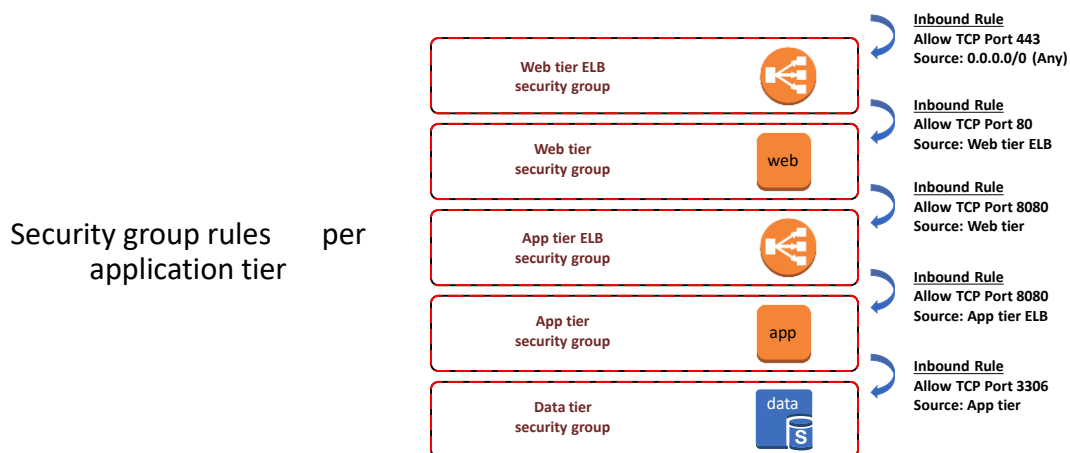 Security group rules per
application tier
Inbound Rule
Allow TCP Port 443
Source: 0.0.0.0/0 (Any)
Web tier ELB
security group
Inbound Rule
Allow TCP Port 80
Source: Web tier ELB
Web tier
security group
web
Inbound Rule
Allow TCP Port 8080
Source: Web tier
App tier ELB
security group
Inbound Rule
Allow TCP Port 8080
Source: App tier ELB
App tier
security group
app
Inbound Rule
Allow TCP Port 3306
Source: App tier
Data tier
security group
data
S